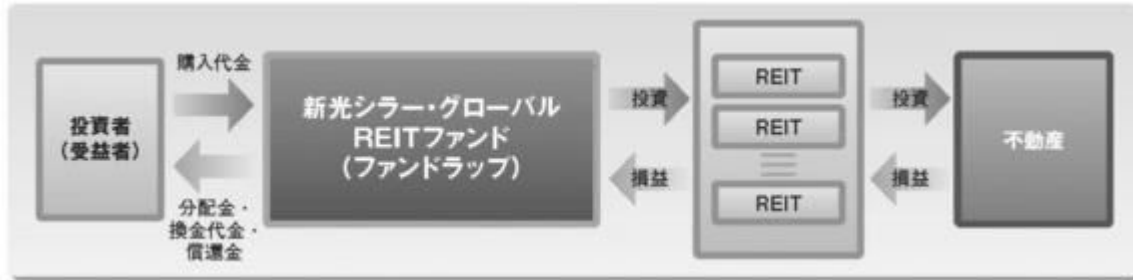 購入代金
投資者
（受益者）
分配金・
換金代金・
償還金
新光シラー・グローバル
REITファンド
（ファンドラップ）
投資
損益
REIT
REIT
REIT
投資
損益
不動産